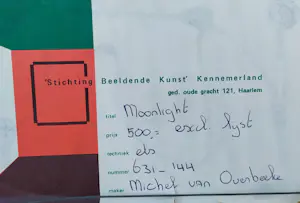 'Stichting Beeldende Kunst' Kennemerland
ged. oude gracht 121, Haarlem
titel Moonlight
prijs 500,= excl. lijst
techniek ets
nummer 631-144
maker Michel van Overbeeke